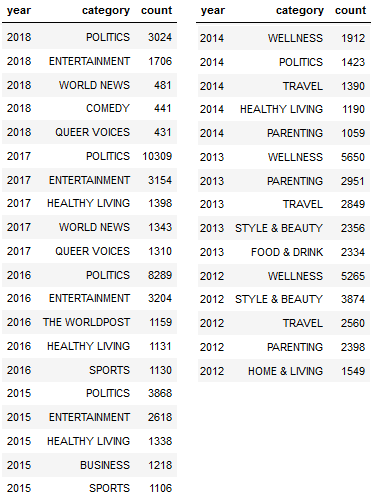 year category count
2018 POLITICS 3024
2018 ENTERTAINMENT 1706
2018 WORLD NEWS 481
2018 COMEDY 441
2018 QUEER VOICES 431
2017 POLITICS 10309
2017 ENTERTAINMENT 3154
2017 HEALTHY LIVING 1398
2017 WORLD NEWS 1343
2017 QUEER VOICES 1310
2016 POLITICS 8289
2016 ENTERTAINMENT 3204
2016 THE WORLDPOST 1159
2016 HEALTHY LIVING 1131
2016 SPORTS 1130
2015 POLITICS 3868
2015 ENTERTAINMENT 2618
2015 HEALTHY LIVING 1338
2015 BUSINESS 1218
2015 SPORTS 1106
year category count
2014 WELLNESS 1912
2014 POLITICS 1423
2014 TRAVEL 1390
2014 HEALTHY LIVING 1190
2014 PARENTING 1059
2013 WELLNESS 5650
2013 PARENTING 2951
2013 TRAVEL 2849
2013 STYLE & BEAUTY 2356
2013 FOOD & DRINK 2334
2012 WELLNESS 5265
2012 STYLE & BEAUTY 3874
2012 TRAVEL 2560
2012 PARENTING 2398
2012 HOME & LIVING 1549